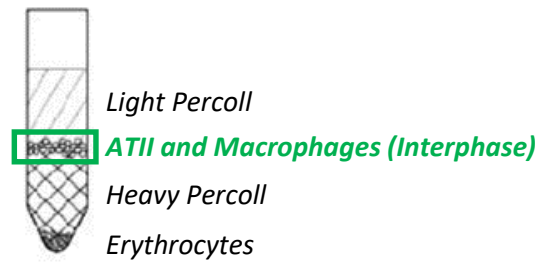 Light Percoll
ATII and Macrophages (Interphase)
Heavy Percoll
Erythrocytes